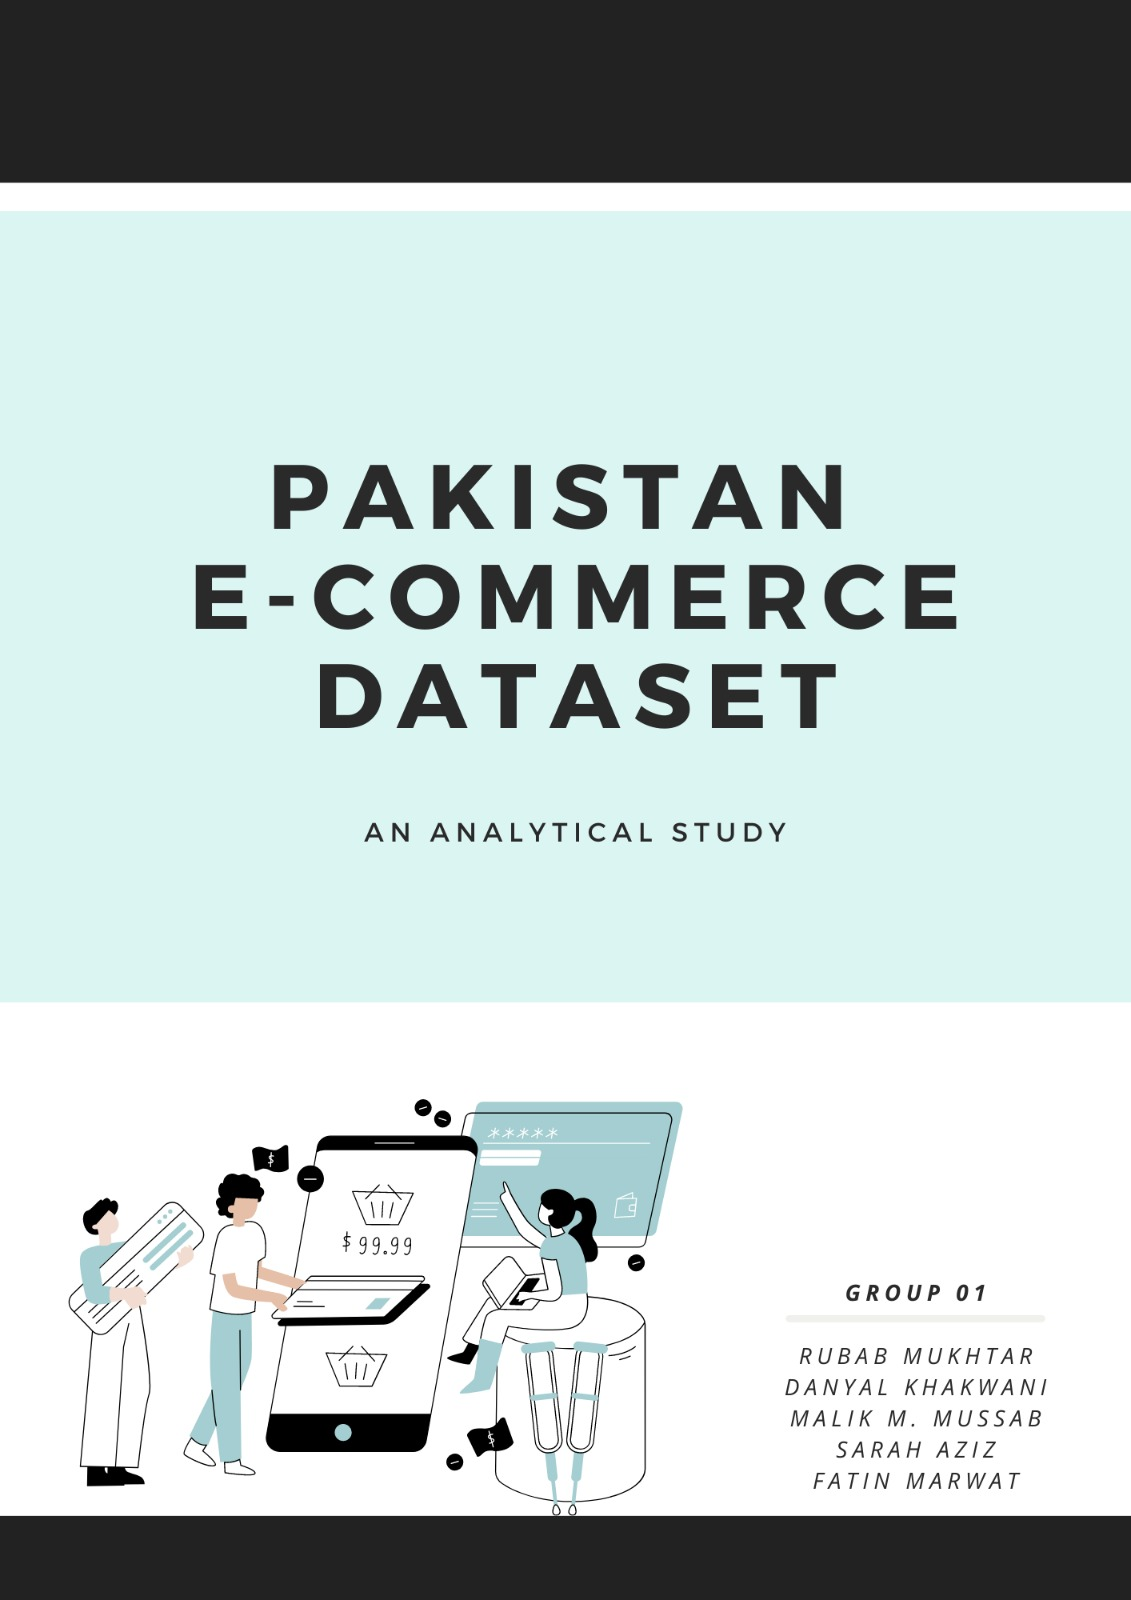 PAKISTAN
E-COMMERCE
DATASET
AN ANALYTICAL STUDY
*****
$
$ 99.99
$
GROUP 01
RUBAB MUKHTAR
DANYAL KHAKWANI
MALIK M. MUSSAB
SARAH AZIZ
FATIN MARWAT